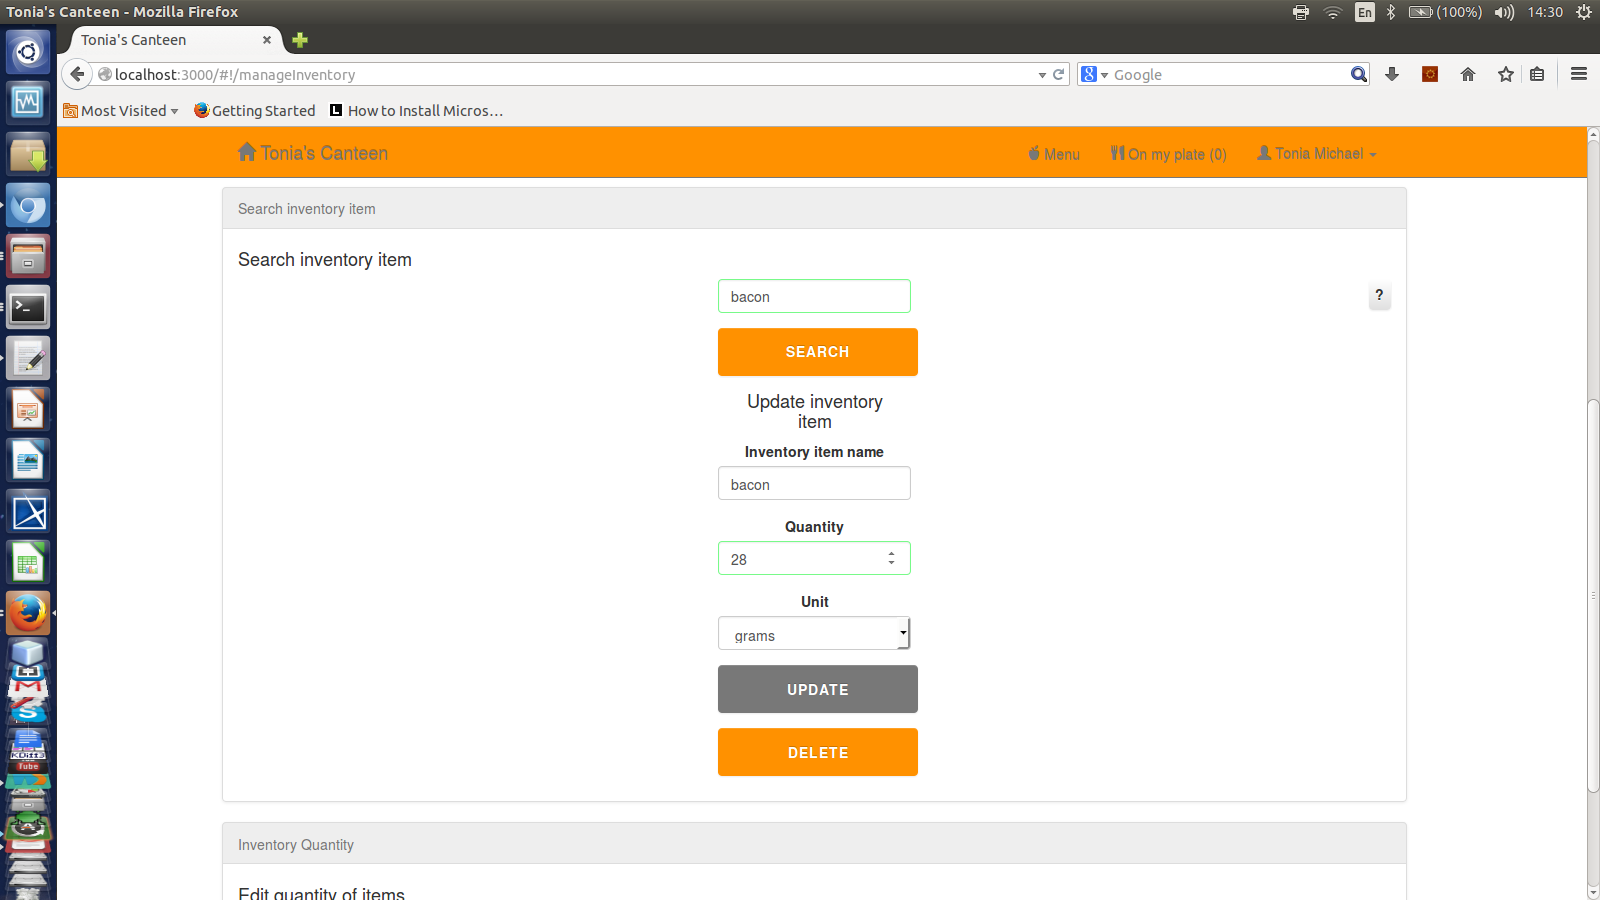 Tonia's Canteen - Mozilla Firefox
En (100%) 14:30
Tonia's Canteen
localhost:3000/#!/manageInventory
Google
Most Visited Getting Started How to Install Micros...
Tonia's Canteen Menu On my plate (0) Tonia Michael
Search inventory item
Search inventory item
bacon
?
SEARCH
Update inventory
item
Inventory item name
bacon
Quantity
28
Unit
grams
UPDATE
DELETE
Inventory Quantity
Edit quantity of items